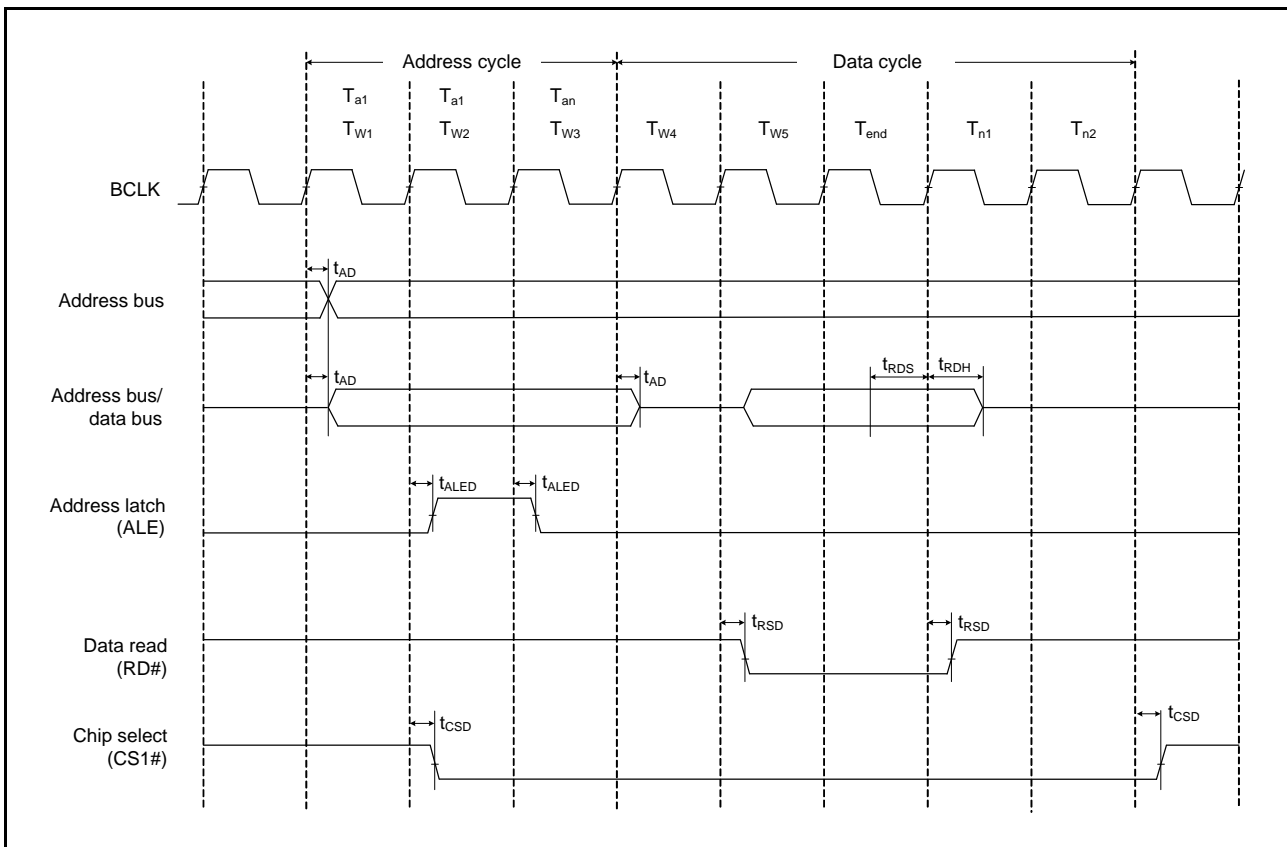 Address cycle Data cycle
Ta1 Ta1 Tan
TW1 TW2 TW3 TW4 TW5 Tend Tn1 Tn2
BCLK
tAD
Address bus
tRDS tRDH
tAD tAD
Address bus/
data bus
tALED tALED
Address latch
(ALE)
tRSD tRSD
Data read
(RD#)
tCSD tCSD
Chip select
(CS1#)